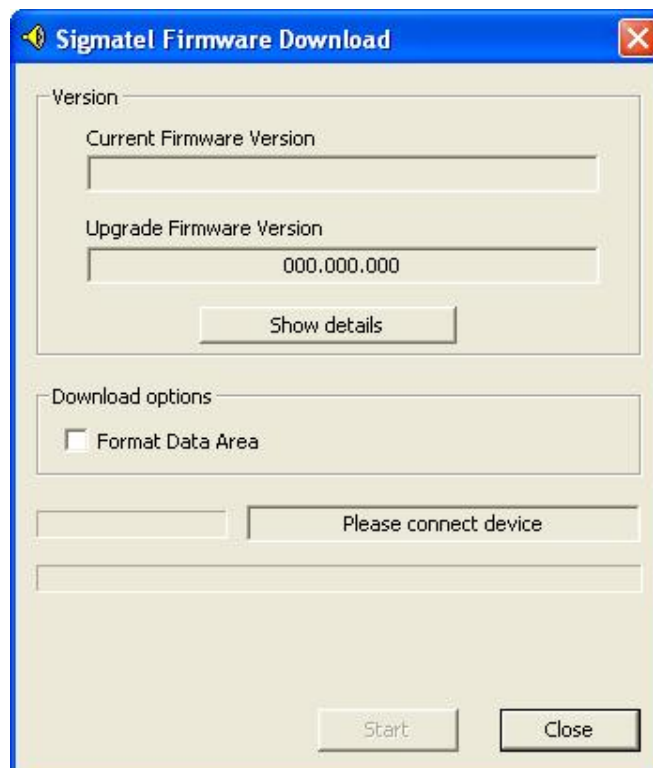 Sigmatel Firmware Download
Version
Current Firmware Version
Upgrade Firmware Version
000.000.000
Show details
Download options
Format Data Area
Please connect device
Start
Close